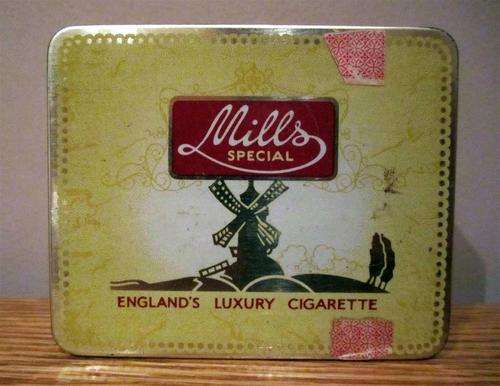 Mills
SPECIAL
ENGLAND'S LUXURY CIGARETTE